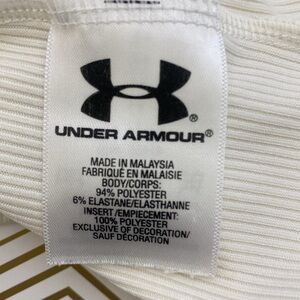 UNDER ARMOUR®
MADE IN MALAYSIA
FABRIQUÉ EN MALAISIE
BODY/CORPS:
94% POLYESTER
6% ELASTANE/ELASTHANNE
INSERT/EMPIECEMENT:
100% POLYESTER
EXCLUSIVE OF DECORATION/
SAUF DÉCORATION